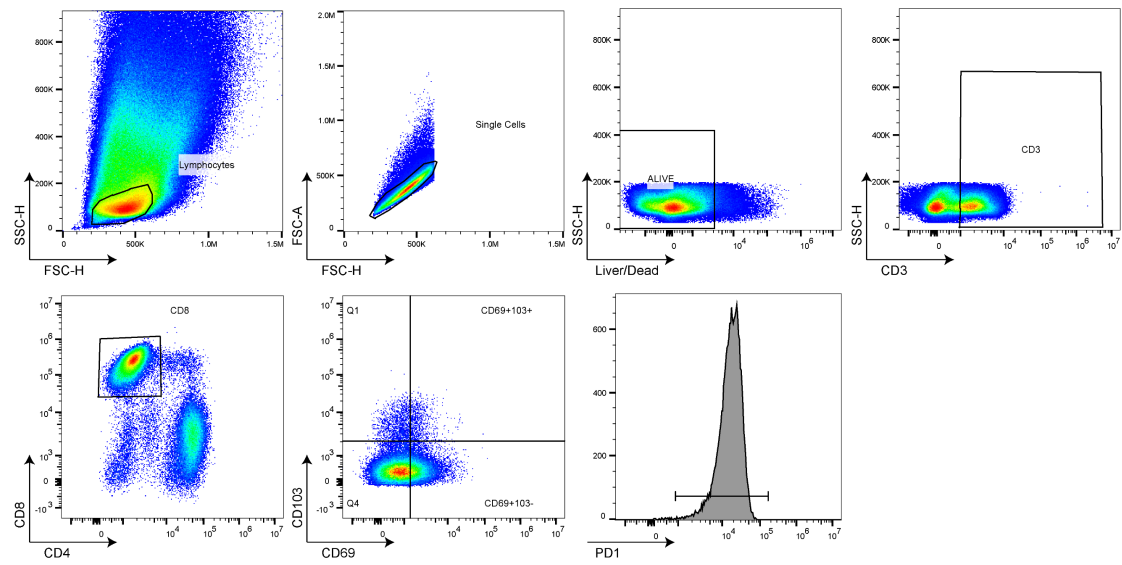 800K
600K
400K
200K
0
0
500K
1.0M
1.5M
SSC-H
FSC-H
Lymphocytes
2.0M
1.5M
1.0M
500K
0
0
500K
1.0M
1.5M
FSC-A
FSC-H
Single Cells
800K
600K
400K
200K
0
0
10^4
10^6
SSC-H
Liver/Dead
ALIVE
800K
600K
400K
200K
0
0
10^4
10^5
10^6
10^7
SSC-H
CD3
CD3
10^7
10^6
10^5
10^4
10^3
0
-10^3
0
10^4
10^5
10^6
10^7
CD8
CD4
CD8
10^7
10^6
10^5
10^4
10^3
0
-10^3
0
10^4
10^5
10^6
10^7
CD103
CD69
Q1
CD69+103+
Q4
CD69+103-
600
400
200
0
0
10^4
10^5
10^6
10^7
PD1